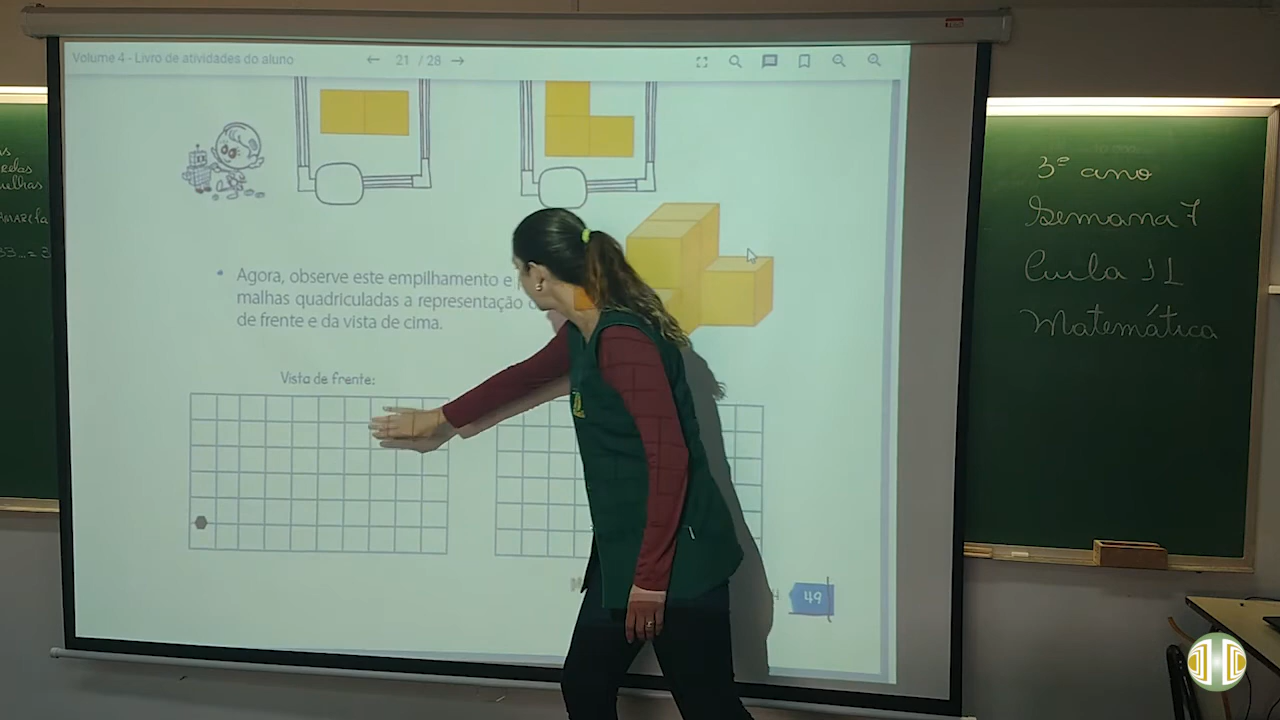 Volume 4 - Livro de atividades do aluno
21 / 28
3º ano
Semana 7
Aula 11
Matemática
Agora, observe este empilhamento e
malhas quadriculadas a representação
de frente e da vista de cima.
Vista de frente:
49